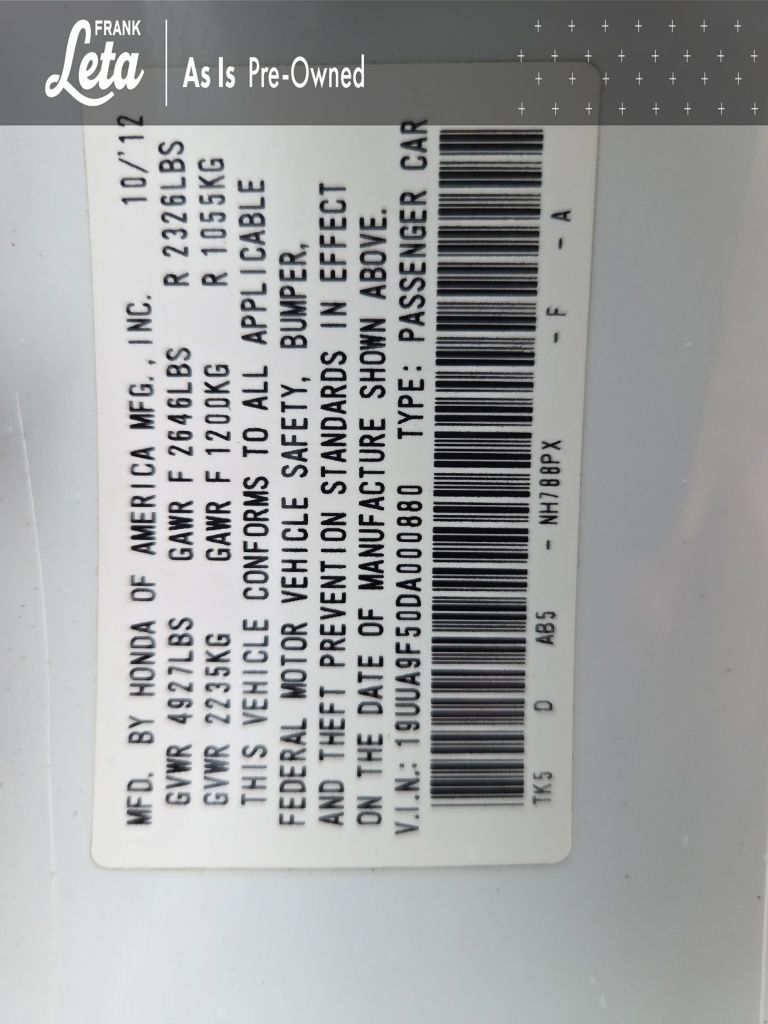 FRANK
Leta
As Is Pre-Owned
MFD. BY HONDA OF AMERICA MFG., INC. 10/'12
GVWR 4927LBS GAWR F 2646LBS R 2326LBS
GVWR 2235KG GAWR F 1200KG R 1055KG
THIS VEHICLE CONFORMS TO ALL APPLICABLE
FEDERAL MOTOR VEHICLE SAFETY, BUMPER,
AND THEFT PREVENTION STANDARDS IN EFFECT
ON THE DATE OF MANUFACTURE SHOWN ABOVE.
V.I.N.: 19UUA9F50DA000880 TYPE: PASSENGER CAR
TK5 D AB5 - NH788PX - F - A